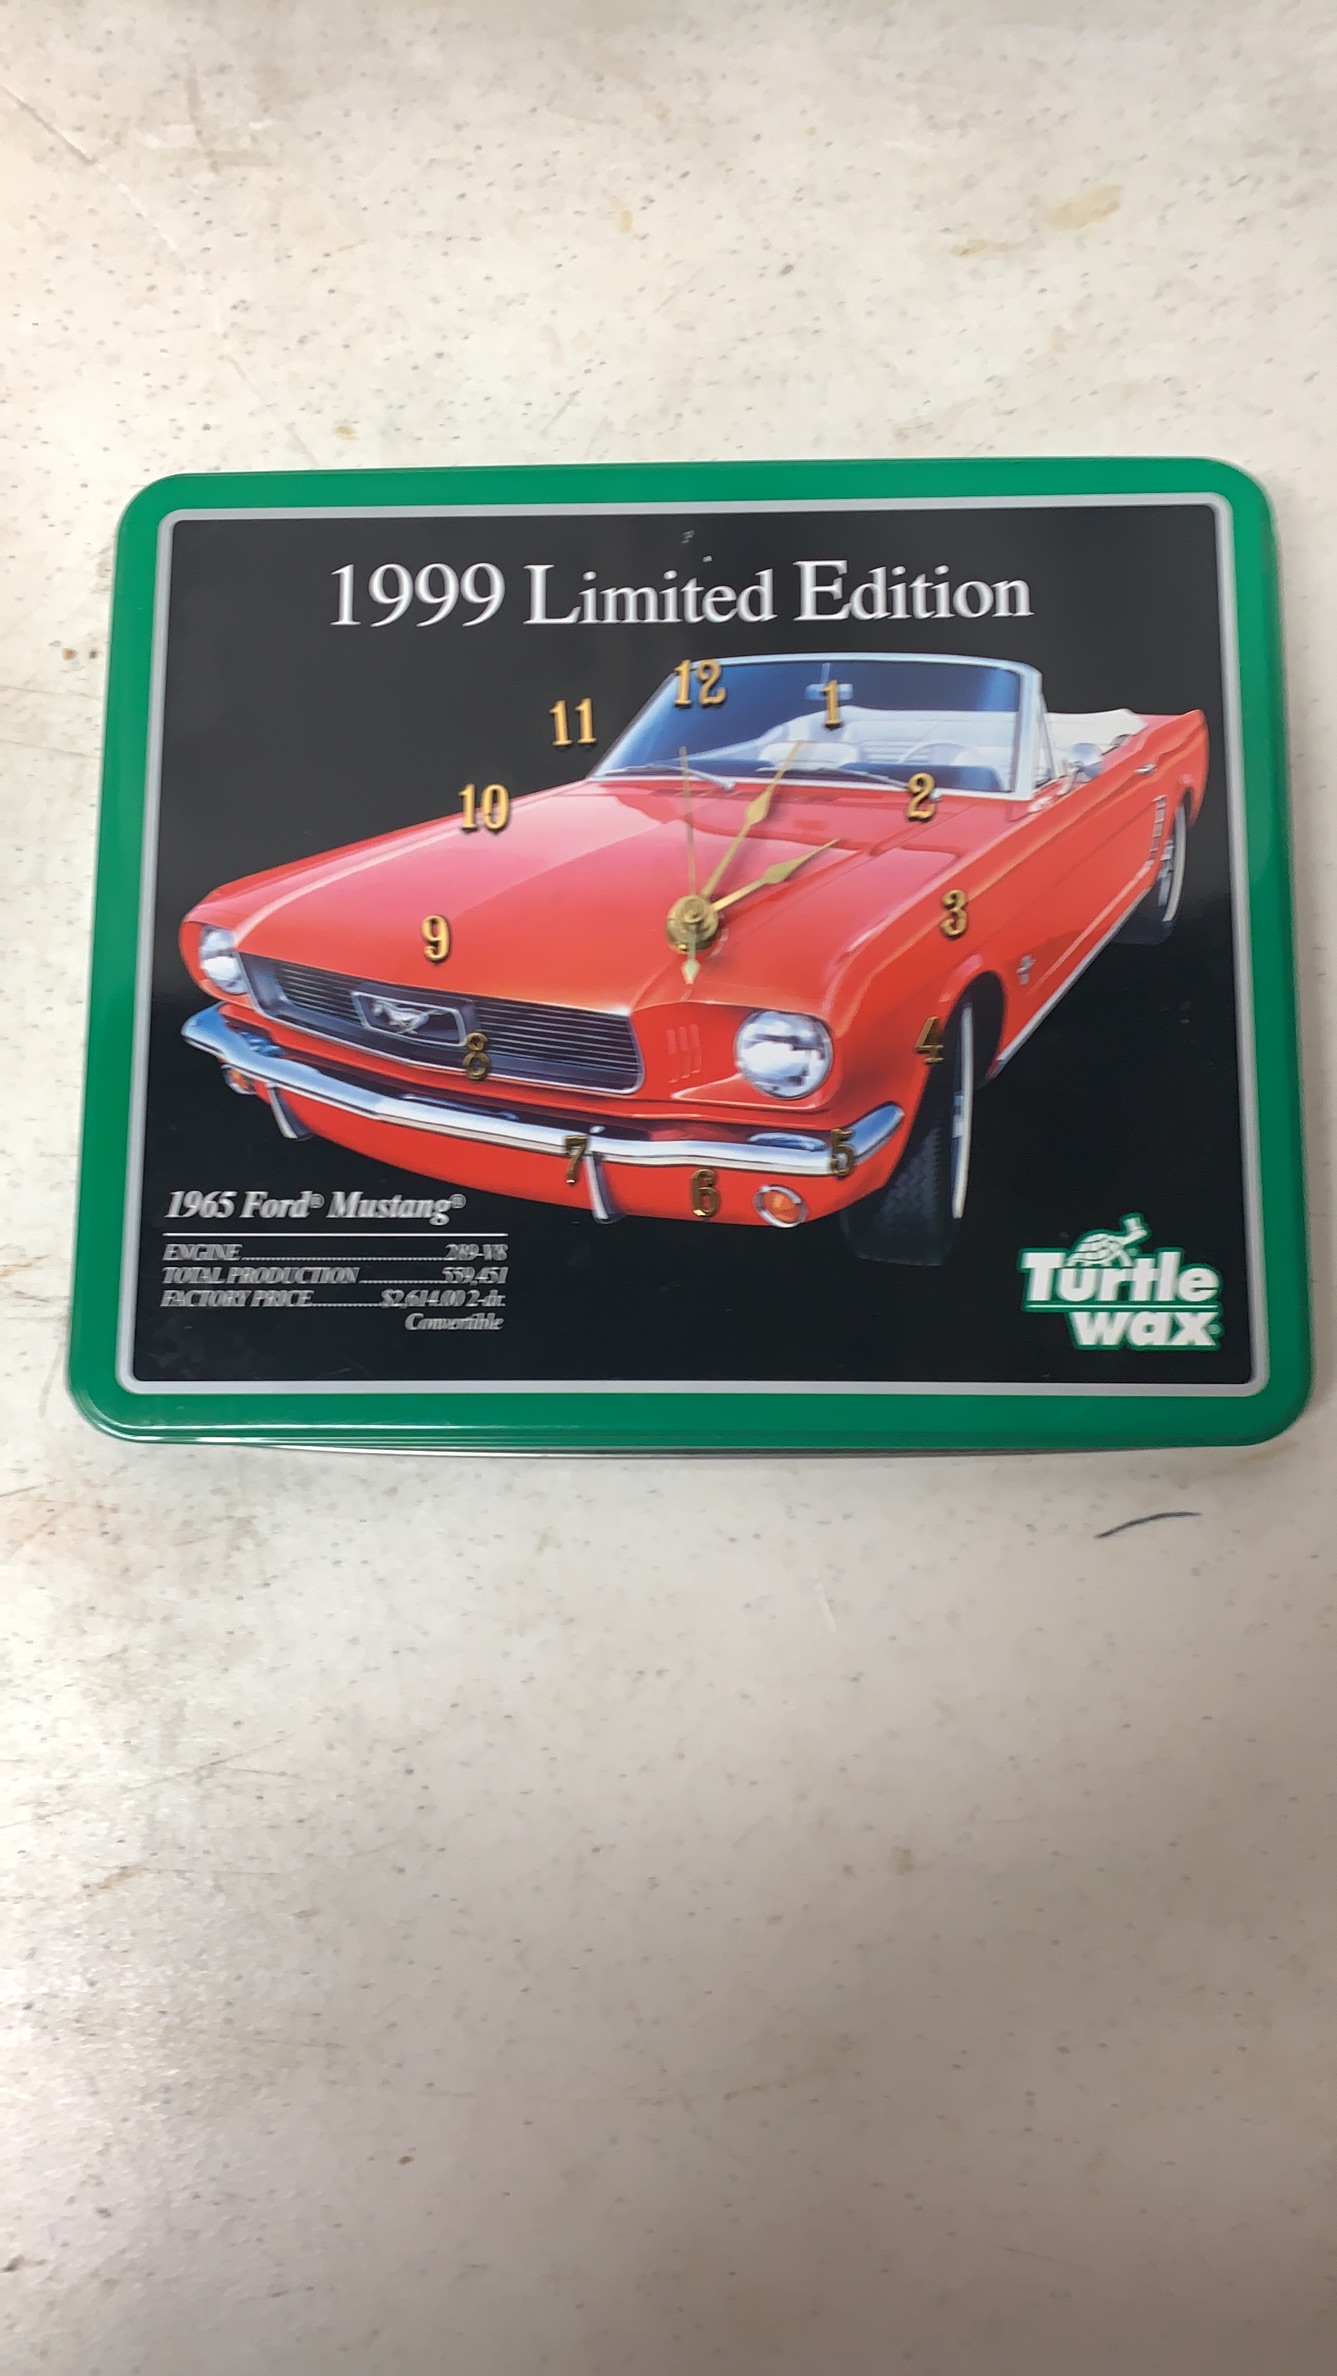 1999 Limited Edition
12
11
1
10
2
9
3
8
4
7
5
6
1965 Ford® Mustang®
ENGINE..........289-V8
TOTAL PRODUCTION..........559,451
FACTORY PRICE..........$2,614.00 2-dr.
Convertible
Turtle
wax®